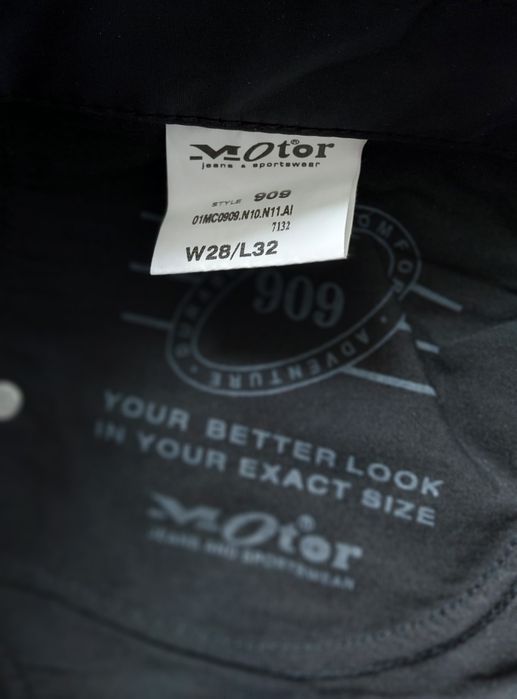 Motor®
jeans & sportswear
STYLE 909
01MC0909.N10.N11.AI
7132
W28/L32
COMFORT
909
ADVENTURE
YOUR BETTER LOOK
IN YOUR EXACT SIZE
Motor®
JEANS AND SPORTSWEAR